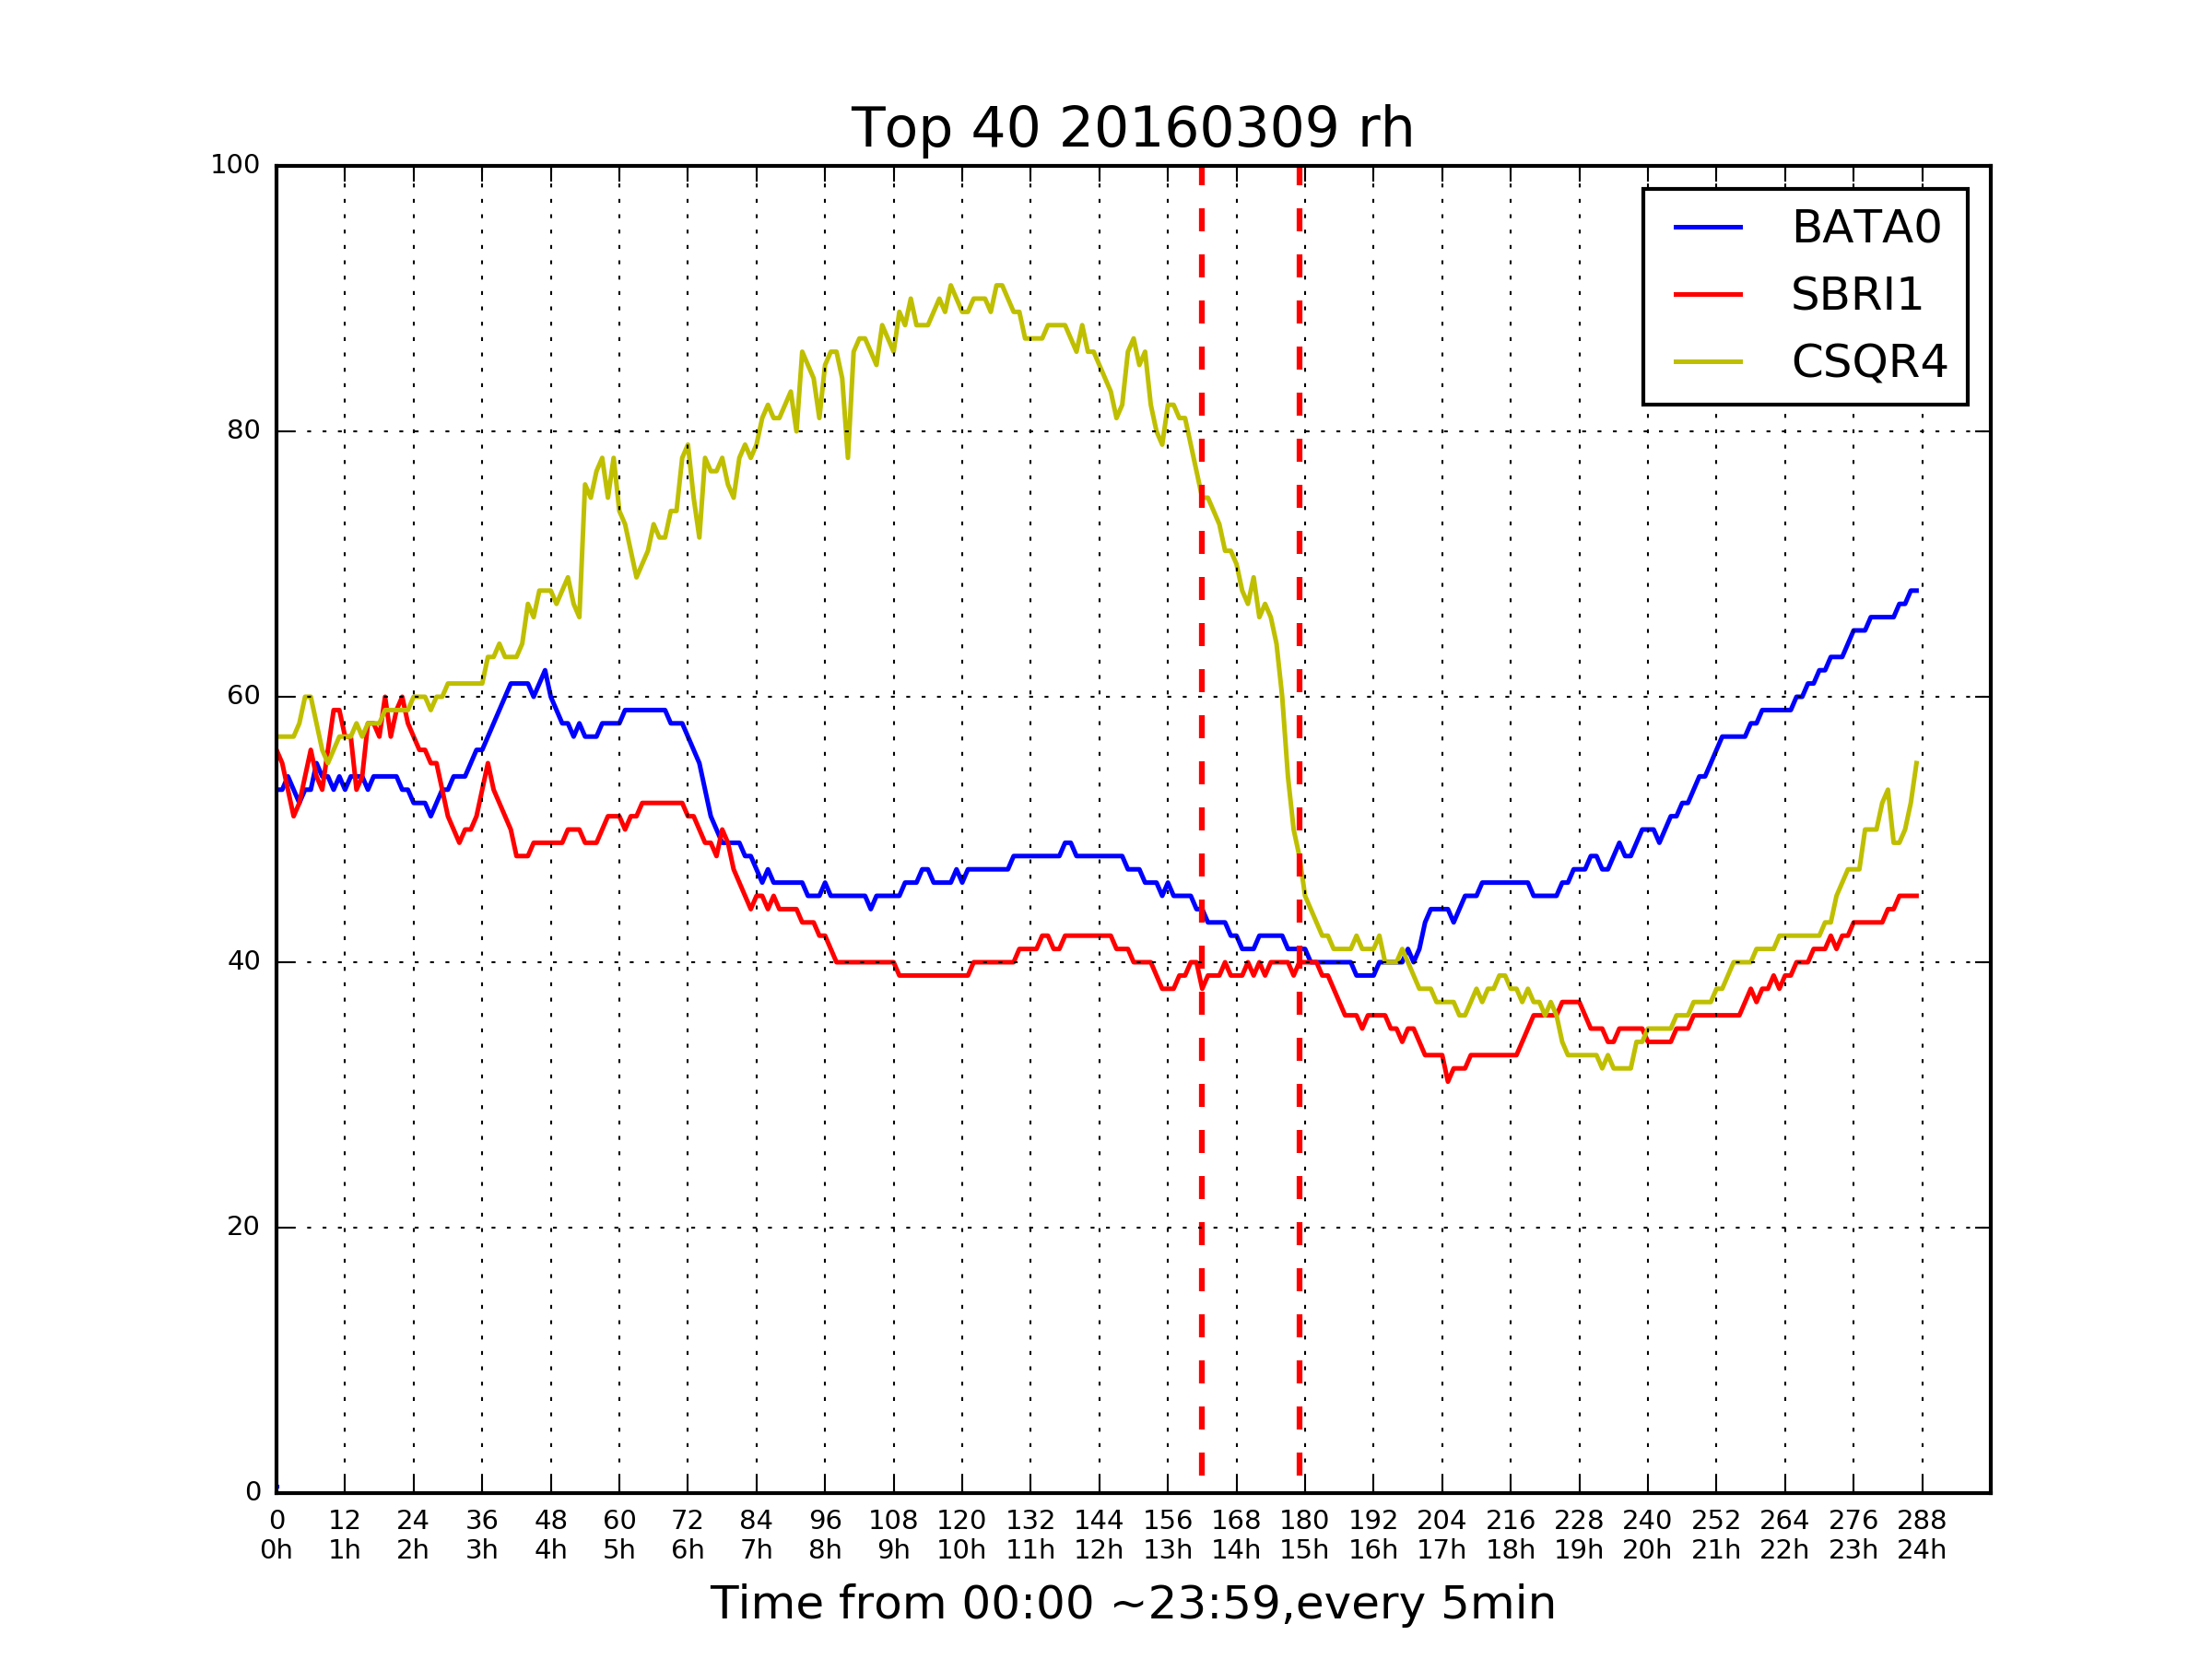 Top 40 20160309 rh
100
80
60
40
20
0
BATA0
SBRI1
CSQR4
0 12 24 36 48 60 72 84 96 108 120 132 144 156 168 180 192 204 216 228 240 252 264 276 288
0h 1h 2h 3h 4h 5h 6h 7h 8h 9h 10h 11h 12h 13h 14h 15h 16h 17h 18h 19h 20h 21h 22h 23h 24h
Time from 00:00 ~23:59,every 5min